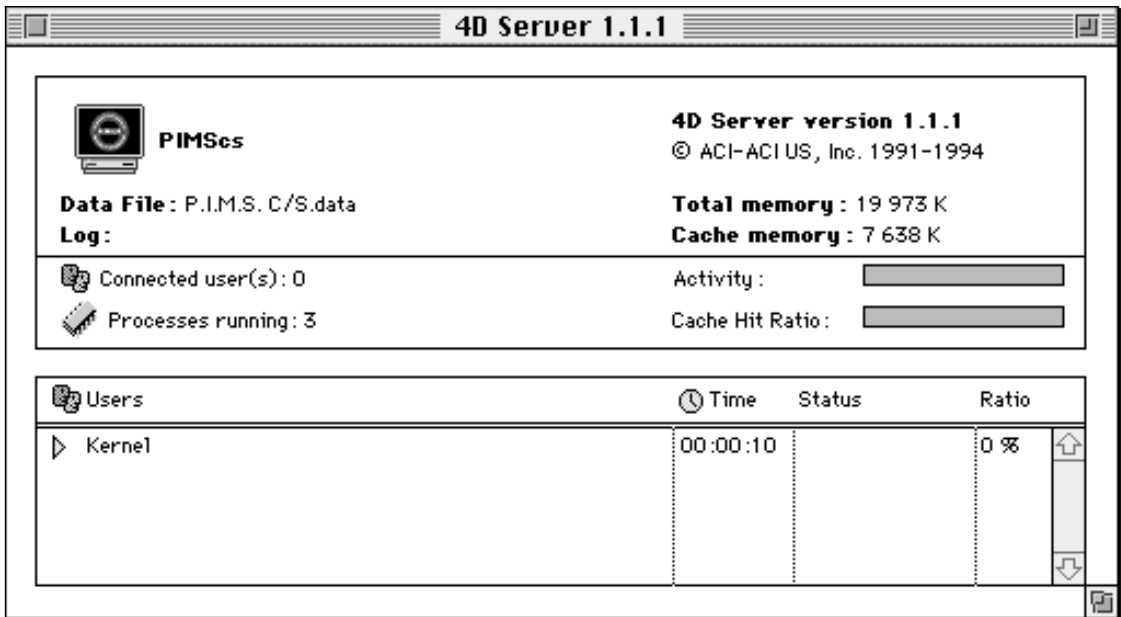 4D Server 1.1.1
PIMScs
4D Server version 1.1.1
© ACI-ACI US, Inc. 1991-1994
Data File: P.I.M.S. C/S.data
Total memory : 19 973 K
Log:
Cache memory : 7 638 K
Connected user(s): 0
Activity :
Processes running: 3
Cache Hit Ratio :
Users Time Status Ratio
Kernel 00:00:10 0 %